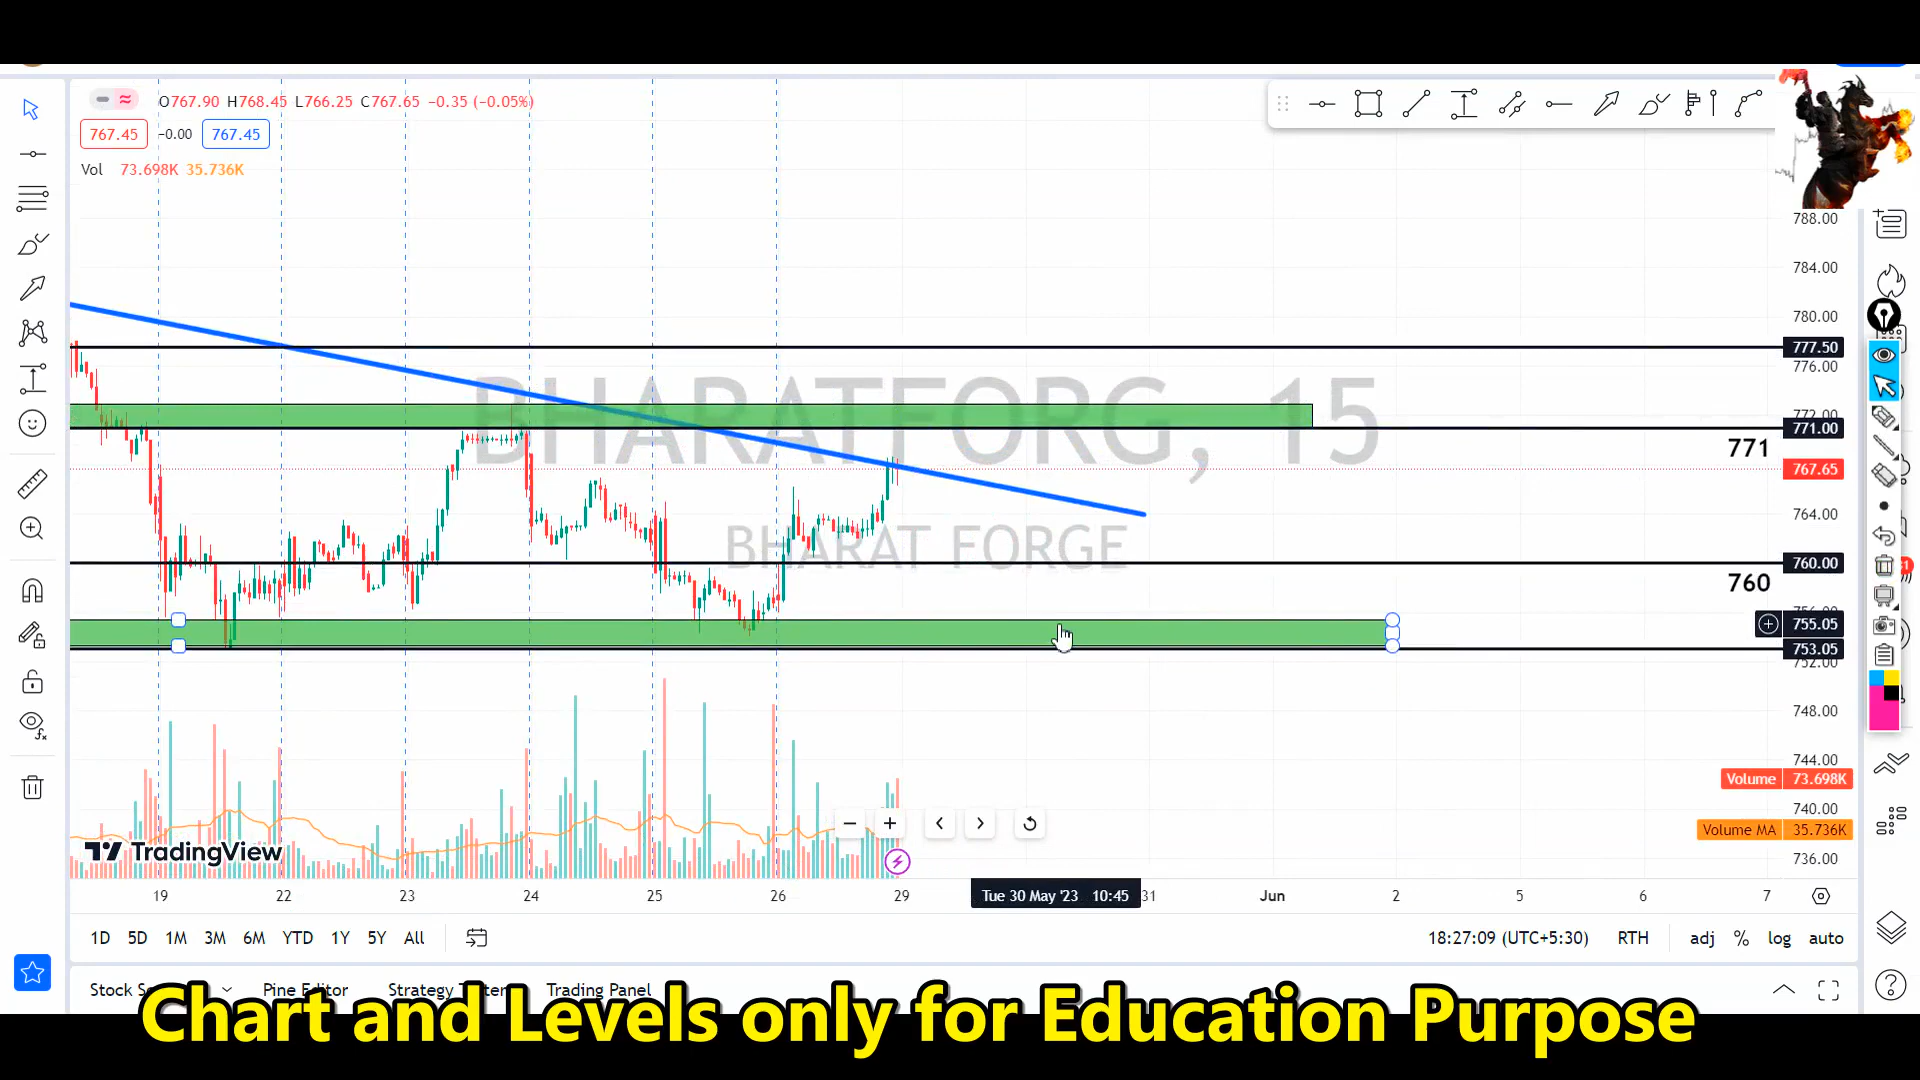 O767.90 H768.45 L766.25 C767.65 −0.35 (−0.05%)
767.45 −0.00 767.45
Vol 73.698K 35.736K
BHARATFORG, 15
BHARAT FORGE
788.00
784.00
780.00
777.50
776.00
772.00
771.00
771
767.65
764.00
760.00
760
755.05
753.05
752.00
748.00
744.00
Volume 73.698K
740.00
Volume MA 35.736K
736.00
TradingView
19 22 23 24 25 26 29 Tue 30 May '23 10:45 31 Jun 2 5 6 7
1D 5D 1M 3M 6M YTD 1Y 5Y All 18:27:09 (UTC+5:30) RTH adj % log auto
Pine Editor Trading Panel
Chart and Levels only for Education Purpose